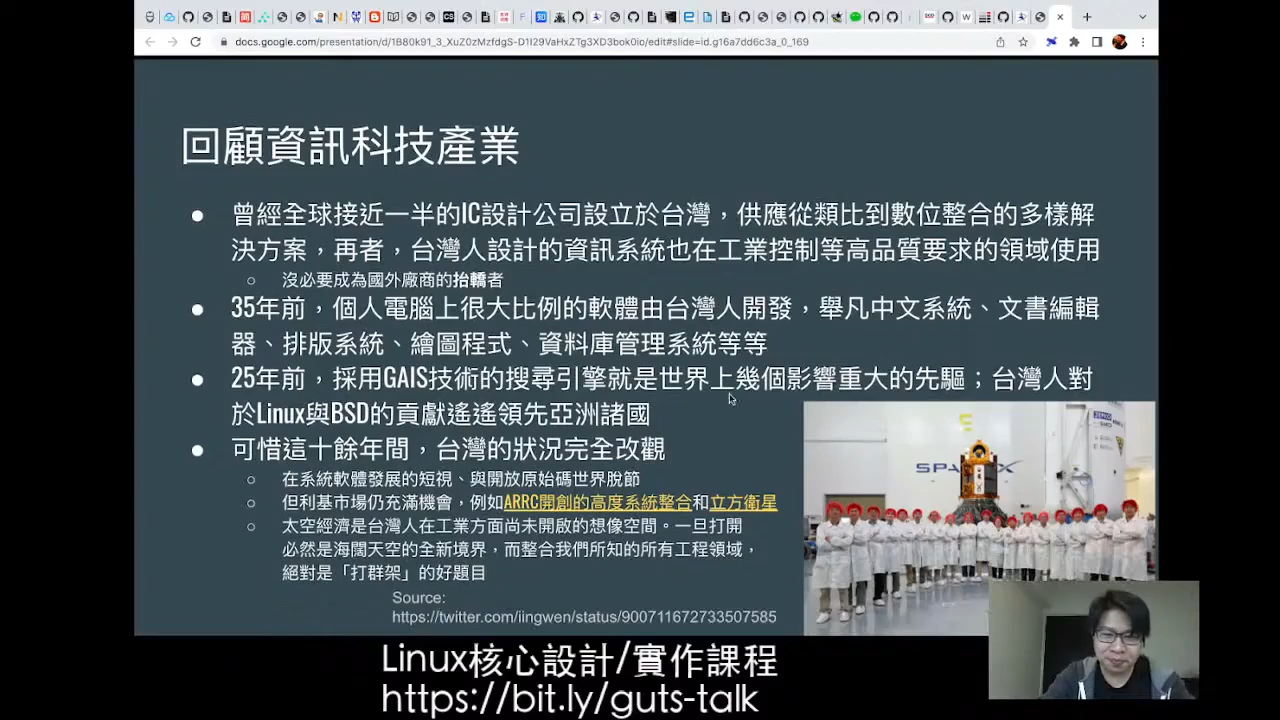 docs.google.com/presentation/d/1B80k91_3_XuZ0zMzfdgS-D1I29VaHxZTg3XD3bok0io/edit#slide=id.g16a7dd6c3a_0_169
回顧資訊科技產業
● 曾經全球接近一半的IC設計公司設立於台灣，供應從類比到數位整合的多樣解
決方案，再者，台灣人設計的資訊系統也在工業控制等高品質要求的領域使用
○ 沒必要成為國外廠商的抬轎者
● 35年前，個人電腦上很大比例的軟體由台灣人開發，舉凡中文系統、文書編輯
器、排版系統、繪圖程式、資料庫管理系統等等
● 25年前，採用GAIS技術的搜尋引擎就是世界上幾個影響重大的先驅；台灣人對
於Linux與BSD的貢獻遙遙領先亞洲諸國
● 可惜這十餘年間，台灣的狀況完全改觀
○ 在系統軟體發展的短視、與開放原始碼世界脫節
○ 但利基市場仍充滿機會，例如ARRC開創的高度系統整合和立方衛星
○ 太空經濟是台灣人在工業方面尚未開啟的想像空間。一旦打開
必然是海闊天空的全新境界，而整合我們所知的所有工程領域，
絕對是「打群架」的好題目
Source:
https://twitter.com/iingwen/status/900711672733507585
Linux核心設計/實作課程
https://bit.ly/guts-talk